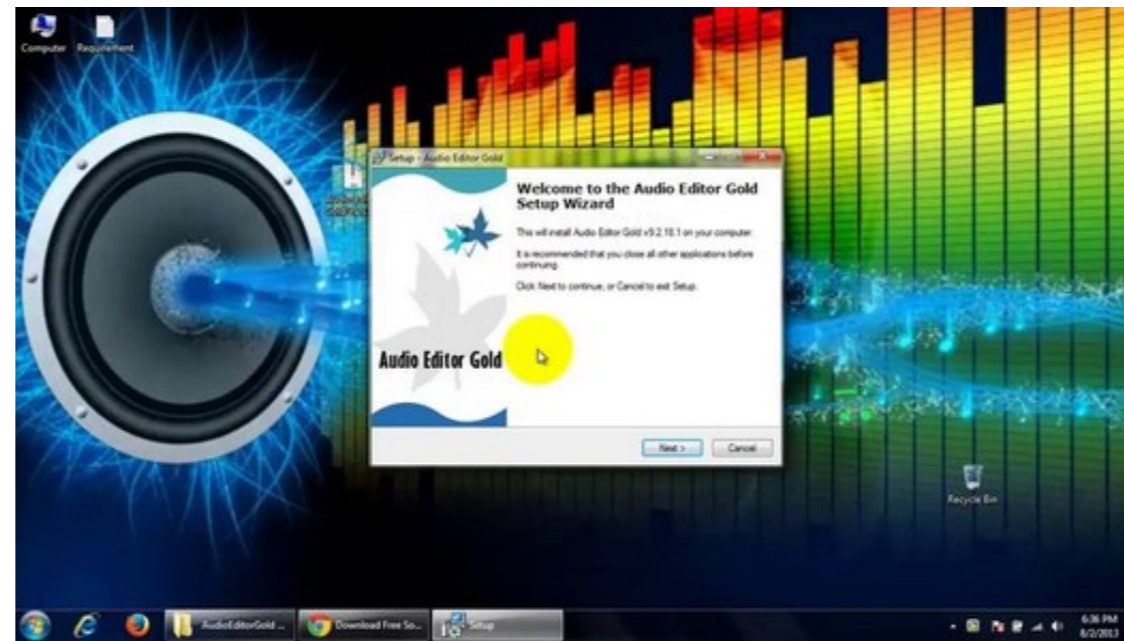 Computer
Requirement
Setup - Audio Editor Gold
Welcome to the Audio Editor Gold
Setup Wizard
This will install Audio Editor Gold v9.2.18.1 on your computer.
It is recommended that you close all other applications before
continuing.
Click Next to continue, or Cancel to exit Setup.
Audio Editor Gold
Next >
Cancel
Recycle Bin
AudioEditorGold ...
Download Free So...
Setup
6:36 PM
8/2/2013